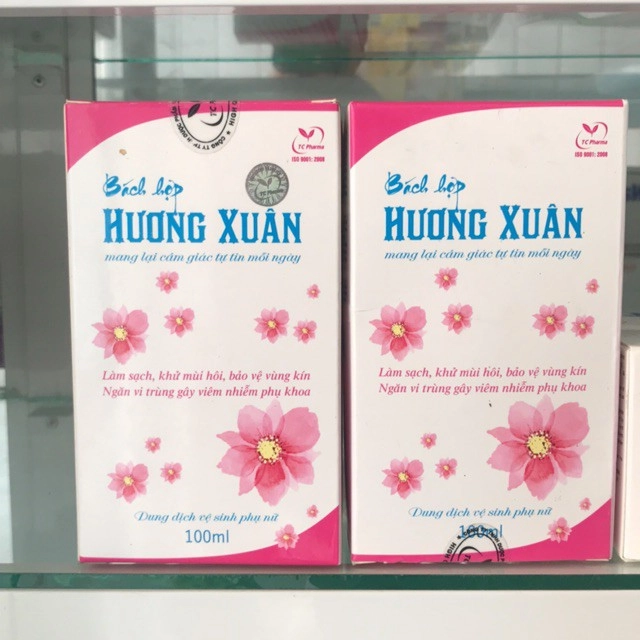 TC Pharma
ISO 9001: 2008
Bách hợp
HƯƠNG XUÂN
mang lại cảm giác tự tin mỗi ngày
Làm sạch, khử mùi hôi, bảo vệ vùng kín
Ngăn vi trùng gây viêm nhiễm phụ khoa
Dung dịch vệ sinh phụ nữ
100ml
TC Pharma
ISO 9001: 2008
Bách hợp
HƯƠNG XUÂN
mang lại cảm giác tự tin mỗi ngày
Làm sạch, khử mùi hôi, bảo vệ vùng kín
Ngăn vi trùng gây viêm nhiễm phụ khoa
Dung dịch vệ sinh phụ nữ
100ml